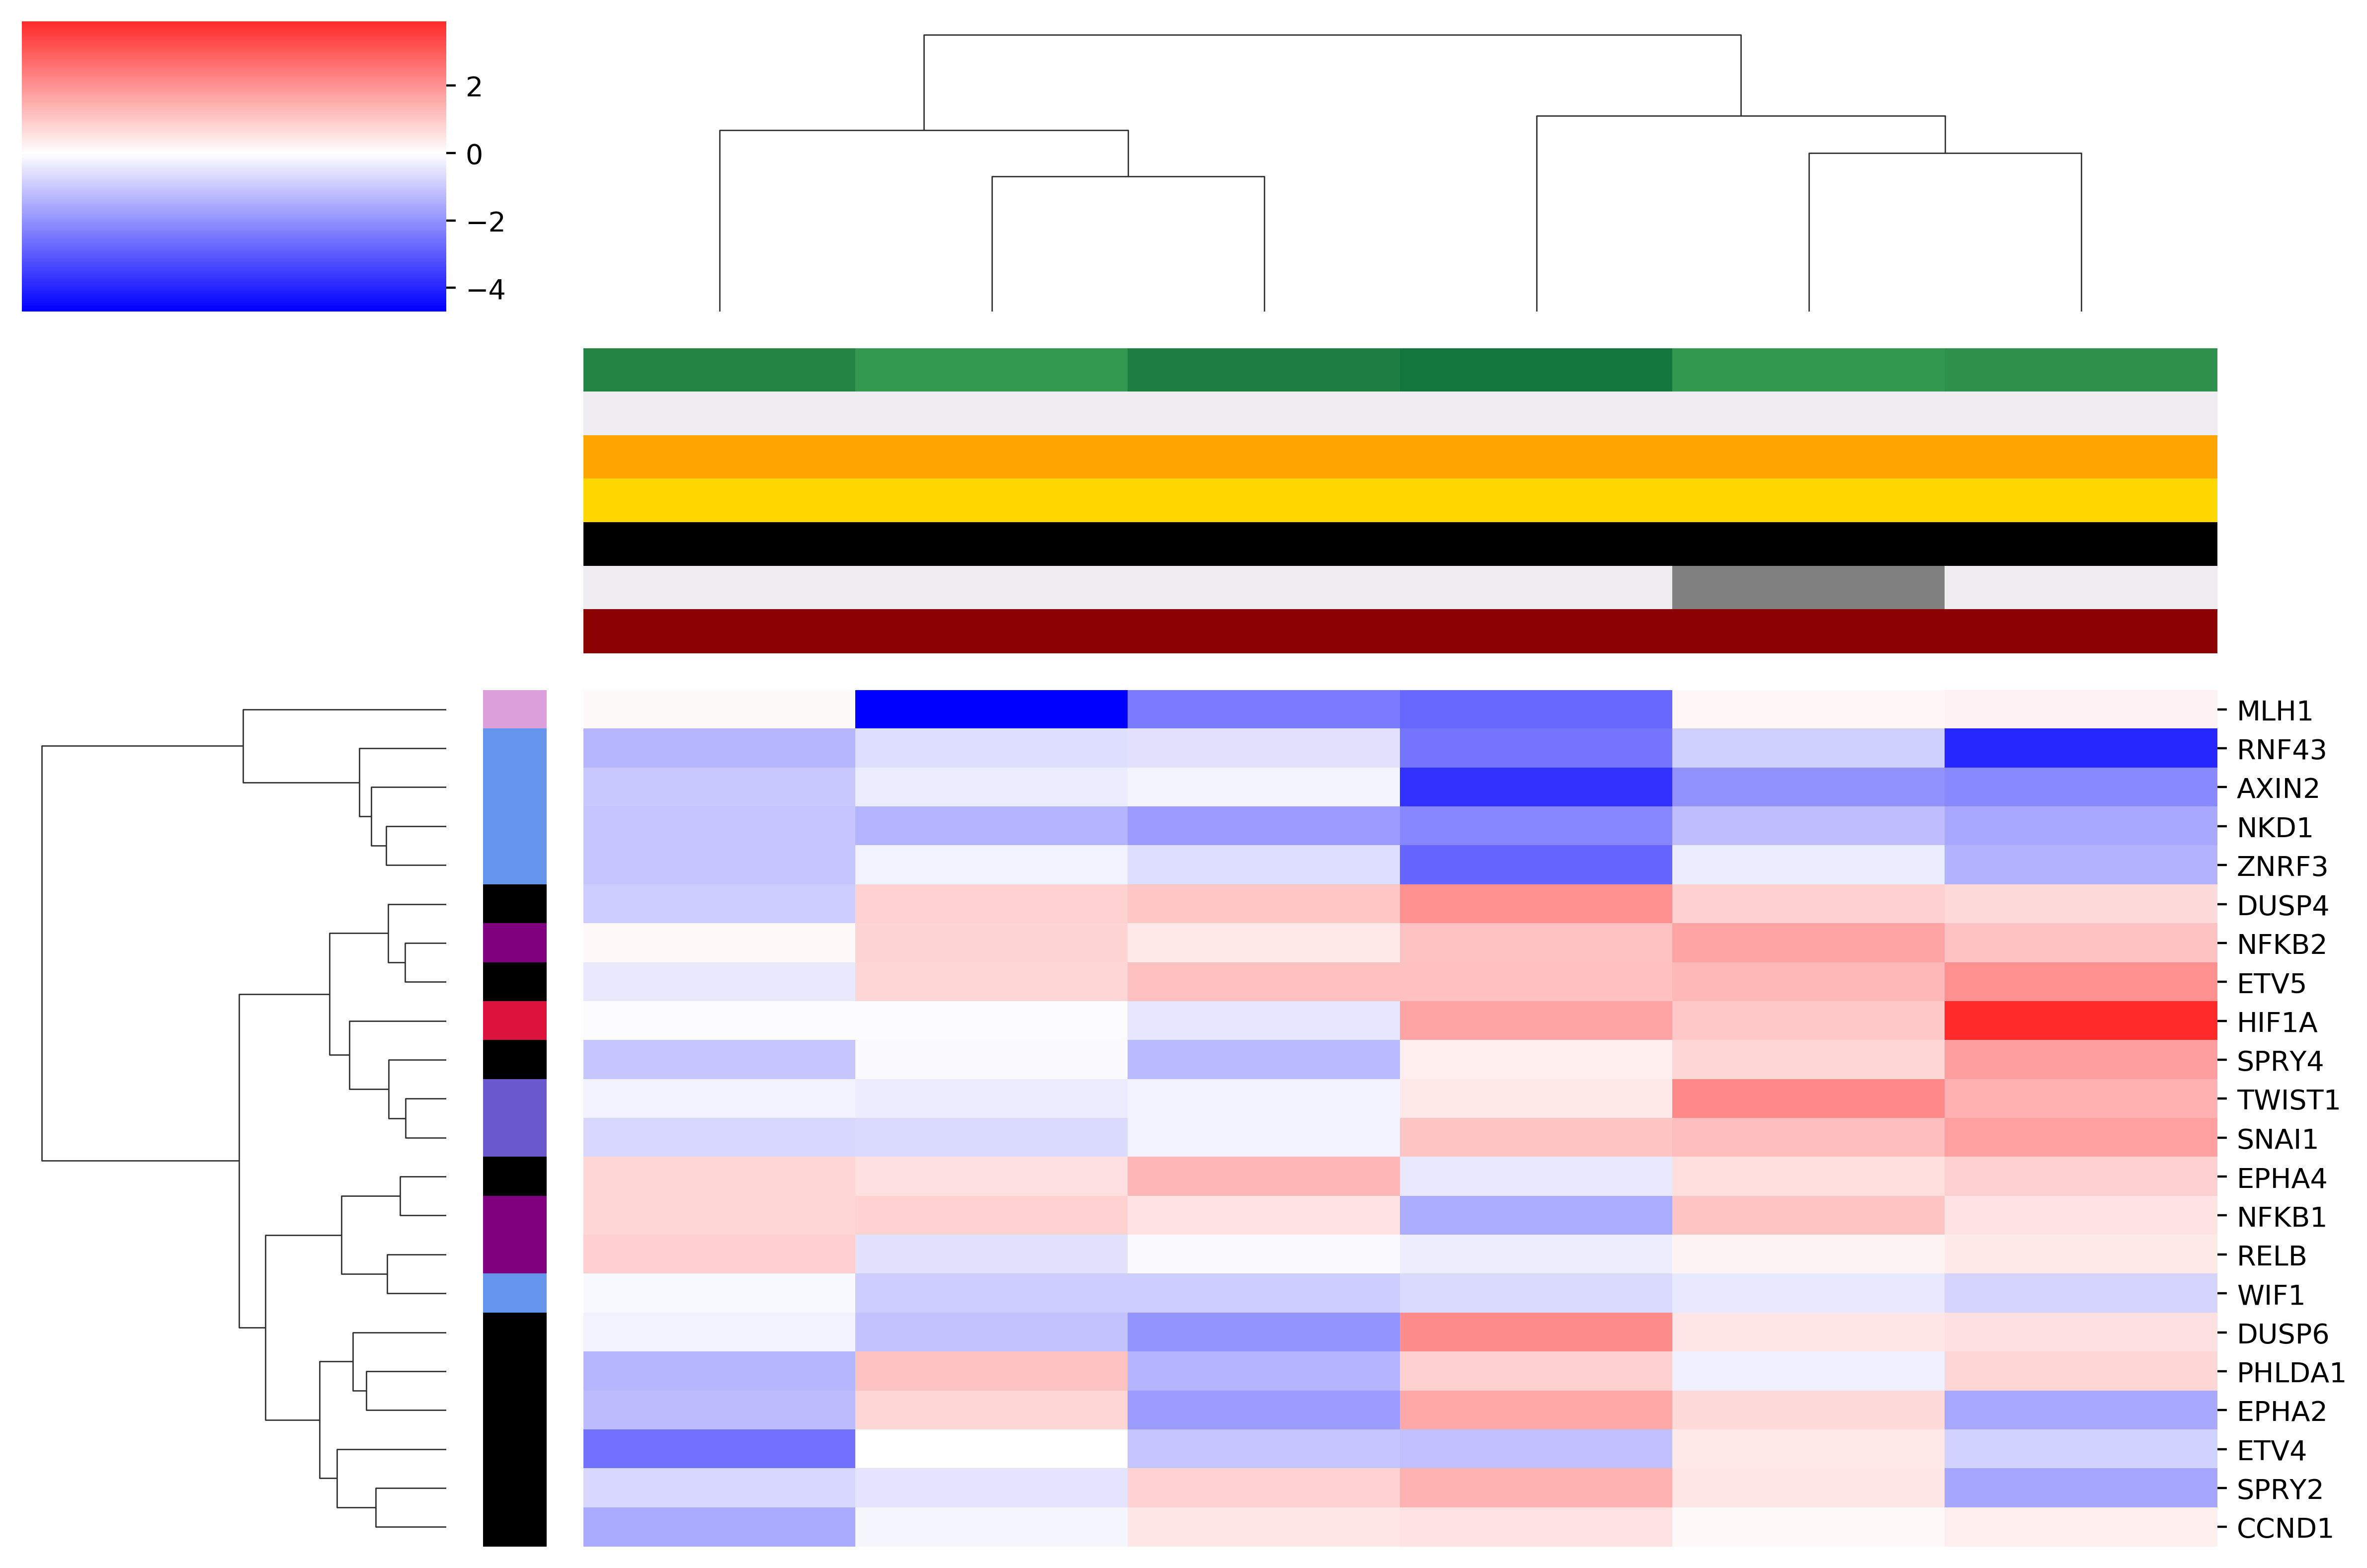 2
0
−2
−4
MLH1
RNF43
AXIN2
NKD1
ZNRF3
DUSP4
NFKB2
ETV5
HIF1A
SPRY4
TWIST1
SNAI1
EPHA4
NFKB1
RELB
WIF1
DUSP6
PHLDA1
EPHA2
ETV4
SPRY2
CCND1